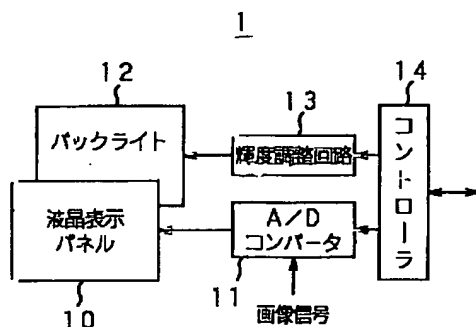 1
12
バックライト
13
輝度調整回路
14
コントローラ
液晶表示
パネル
10
A/D
コンバータ
11
画像信号